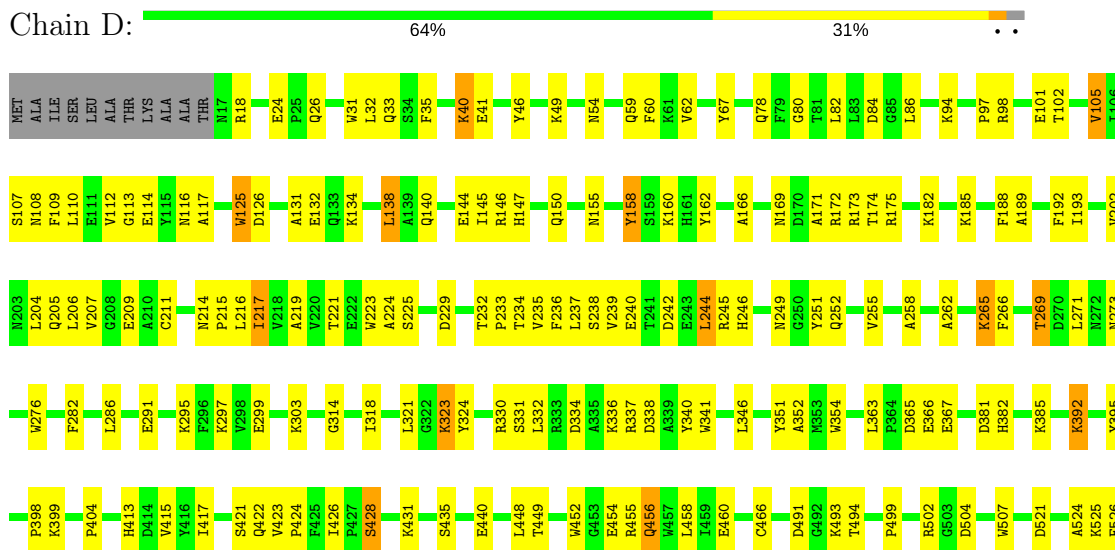 Chain D:
64% 31% • •
MET ALA ILE SER LEU ALA THR LYS ALA ALA THR N17 R18 E24 P25 Q26 W31 L32 Q33 S34 F35 K40 E41 Y46 K49 N54 Q59 F60 K61 V62 Y67 Q78 F79 G80 T81 L82 L83 D84 G85 L86 K94 P97 R98 E101 T102 V105
S107 N108 F109 L110 E111 V112 G113 E114 Y115 N116 A117 W125 D126 A131 E132 Q133 K134 L138 A139 Q140 E144 I145 R146 H147 Q150 N155 Y158 S159 K160 H161 Y162 A166 N169 D170 A171 R172 R173 T174 R175 K182 K185 F188 A189 F192 I193
N203 L204 Q205 L206 V207 G208 E209 A210 C211 N214 P215 L216 I217 V218 A219 V220 T221 E222 W223 A224 S225 D229 T232 P233 T234 V235 F236 L237 S238 V239 E240 T241 D242 E243 L244 R245 H246 N249 G250 Y251 Q252 V255 A258 A262 K265 F266 T269 D270 L271 N272 N273
W276 F282 L286 E291 K295 F296 K297 V298 E299 K303 G314 I318 L321 G322 K323 Y324 R330 S331 L332 R333 D334 A335 K336 R337 D338 A339 Y340 W341 L346 Y351 A352 M353 W354 L363 P364 D365 E366 E367 D381 H382 K385 K392
P398 K399 P404 H413 D414 V415 Y416 I417 S421 Q422 V423 P424 F425 I426 P427 S428 K431 S435 E440 L448 T449 W452 G453 E454 R455 Q456 W457 L458 I459 E460 C466 D491 G492 K493 T494 P499 R502 G503 D504 W507 D521 A524 K525